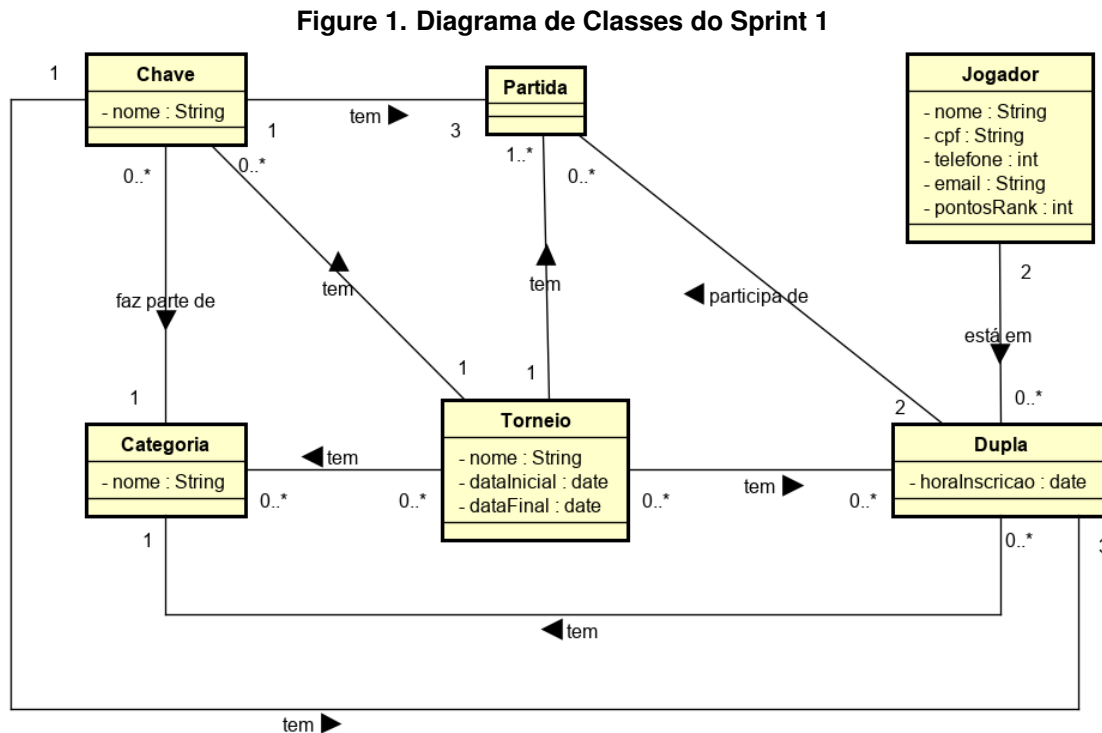 Figure 1. Diagrama de Classes do Sprint 1
Chave
- nome : String
Partida
Jogador
- nome : String
- cpf : String
- telefone : int
- email : String
- pontosRank : int
1
1
tem
3
0..*
0..*
1..*
0..*
2
faz parte de
tem
tem
participa de
está em
1
1
1
2
0..*
Categoria
- nome : String
Torneio
- nome : String
- dataInicial : date
- dataFinal : date
Dupla
- horaInscricao : date
tem
0..*
0..*
tem
0..*
0..*
1
0..*
3
tem
tem